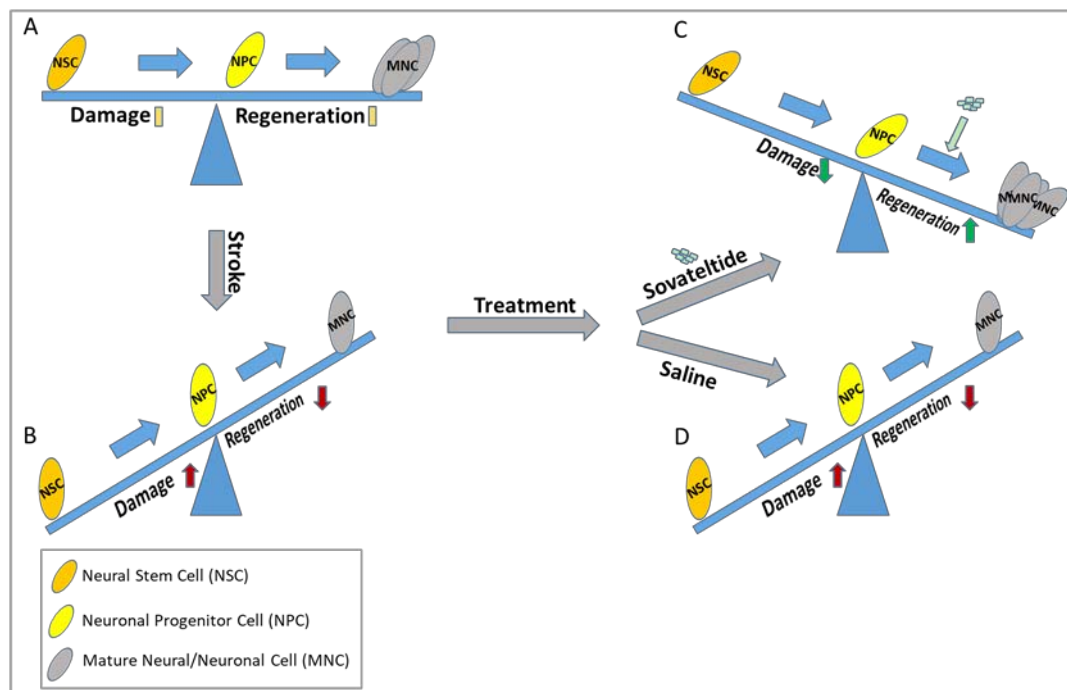 A
NSC
NPC
MNC
Damage
Regeneration
Stroke
B
NSC
NPC
MNC
Damage
Regeneration
Treatment
Sovateltide
Saline
C
NSC
NPC
MNC
MNC
Damage
Regeneration
D
NSC
NPC
MNC
Damage
Regeneration
Neural Stem Cell (NSC)
Neuronal Progenitor Cell (NPC)
Mature Neural/Neuronal Cell (MNC)